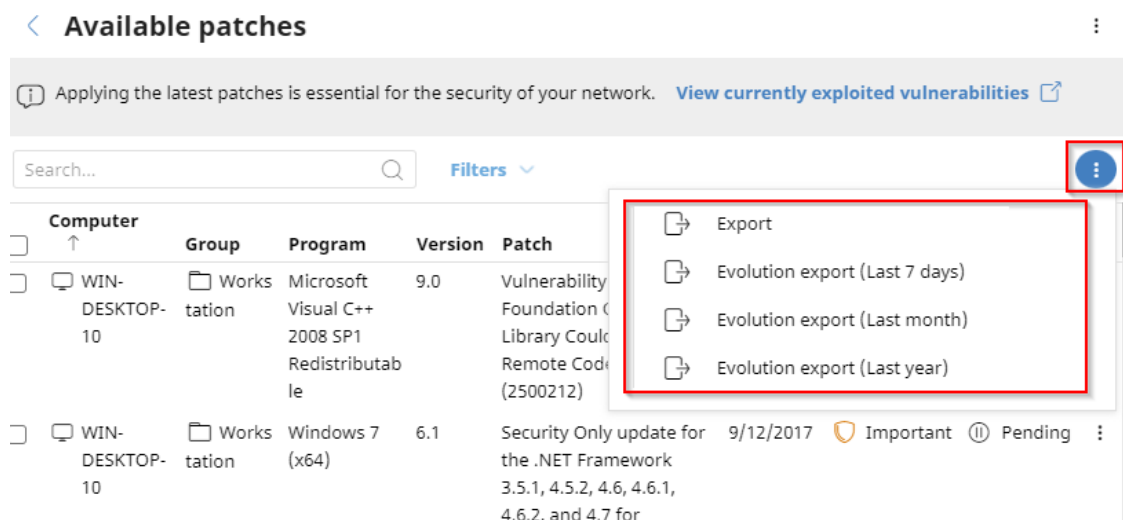 Available patches
Applying the latest patches is essential for the security of your network. View currently exploited vulnerabilities
Search...
Filters
Export
Evolution export (Last 7 days)
Evolution export (Last month)
Evolution export (Last year)
Computer
Group
Program
Version
Patch
WIN-
DESKTOP-
10
Works
tation
Microsoft
Visual C++
2008 SP1
Redistributab
le
9.0
Vulnerability
Foundation
Library Could
Remote Code
(2500212)
WIN-
DESKTOP-
10
Works
tation
Windows 7
(x64)
6.1
Security Only update for
the .NET Framework
3.5.1, 4.5.2, 4.6, 4.6.1,
4.6.2, and 4.7 for
9/12/2017
Important
Pending